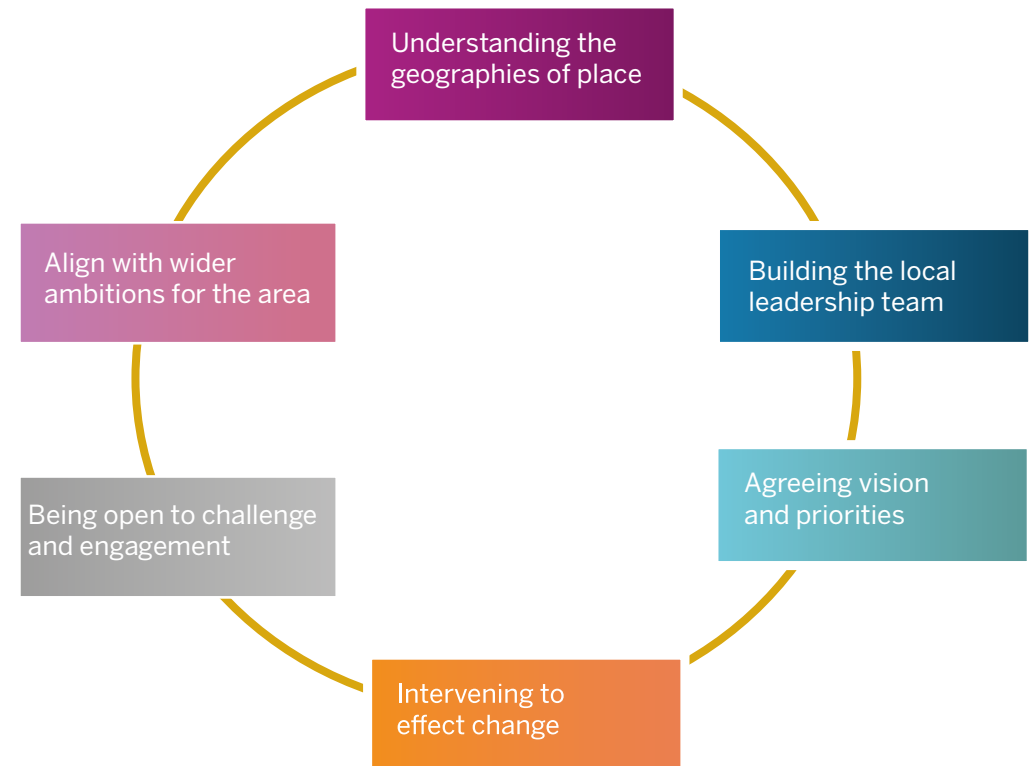 Understanding the
geographies of place
Building the local
leadership team
Agreeing vision
and priorities
Intervening to
effect change
Being open to challenge
and engagement
Align with wider
ambitions for the area